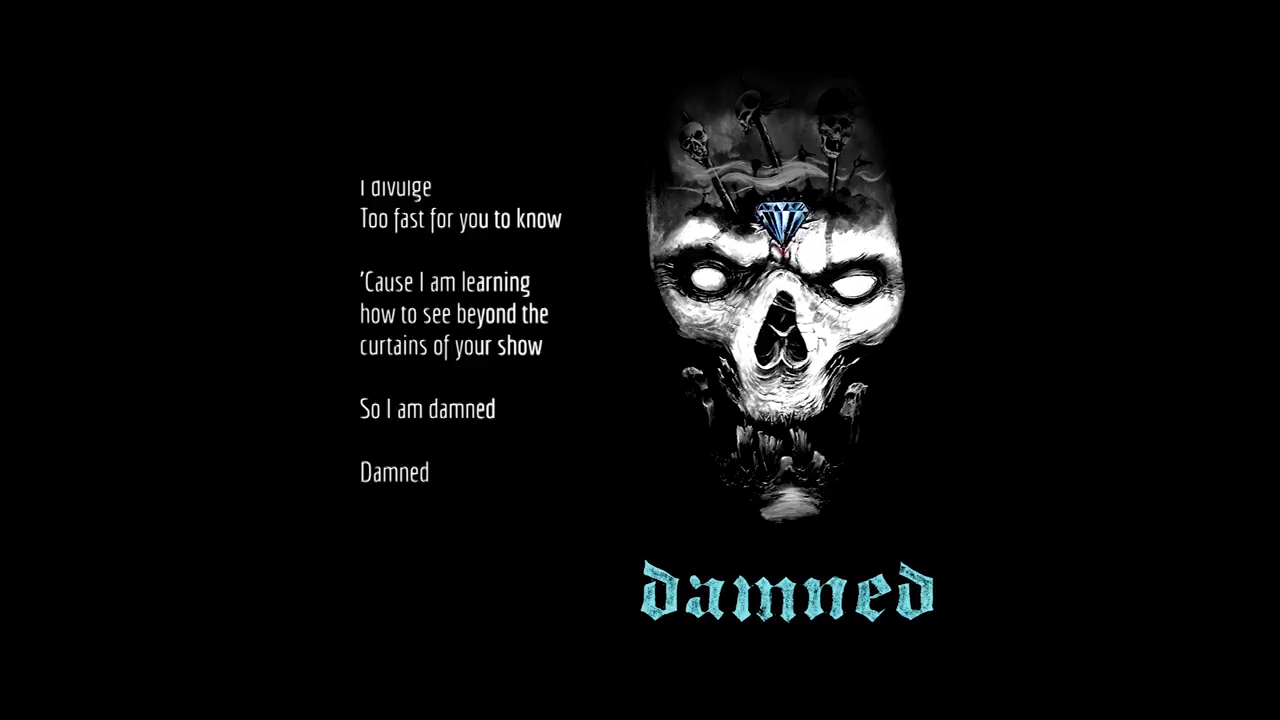 I divulge
Too fast for you to know
'Cause I am learning
how to see beyond the
curtains of your show
So I am damned
Damned
damned